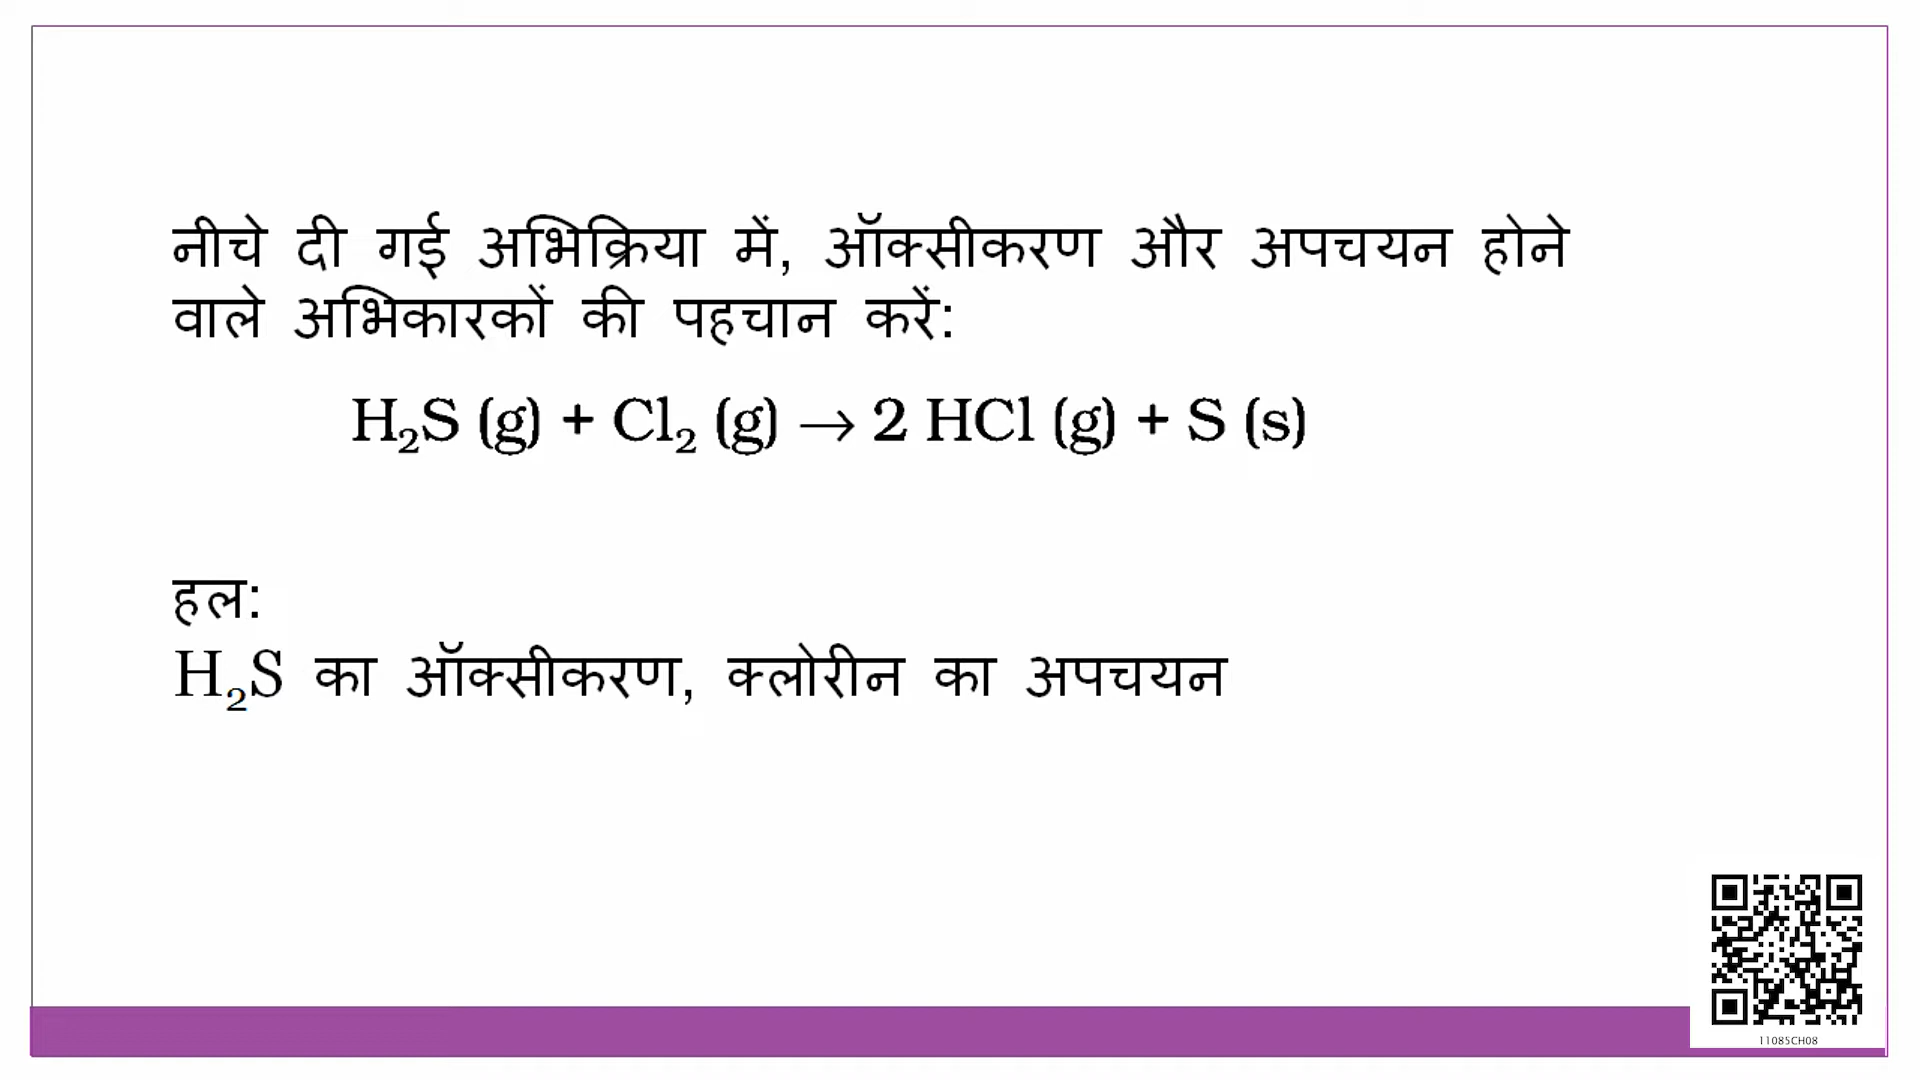 नीचे दी गई अभिक्रिया में, ऑक्सीकरण और अपचयन होने
वाले अभिकारकों की पहचान करें:
H₂S (g) + Cl₂ (g) → 2 HCl (g) + S (s)
हल:
H₂S का ऑक्सीकरण, क्लोरीन का अपचयन
11085CH08